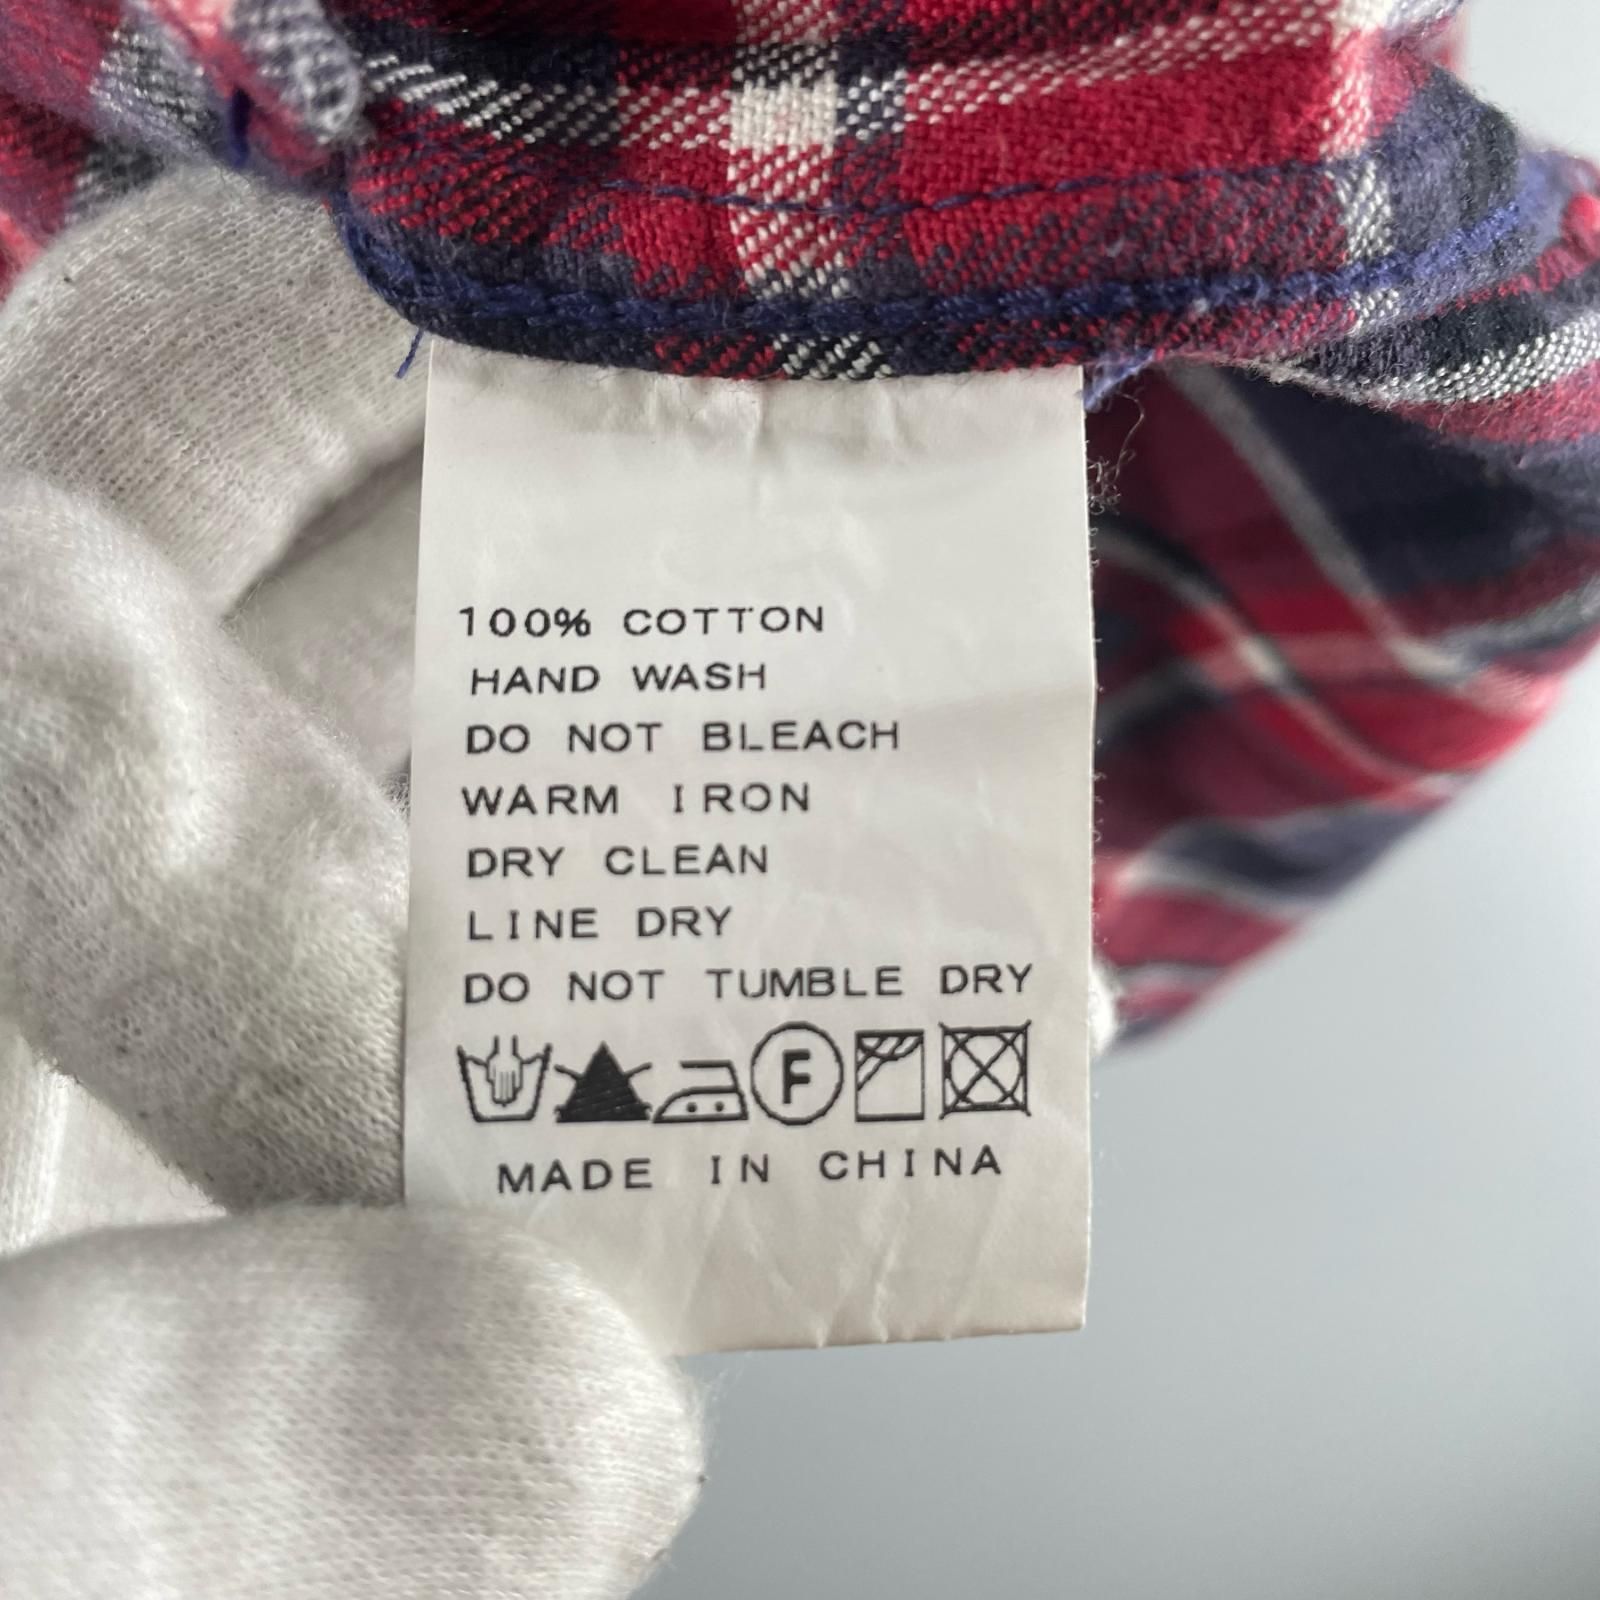 100% COTTON
HAND WASH
DO NOT BLEACH
WARM IRON
DRY CLEAN
LINE DRY
DO NOT TUMBLE DRY
F
MADE IN CHINA